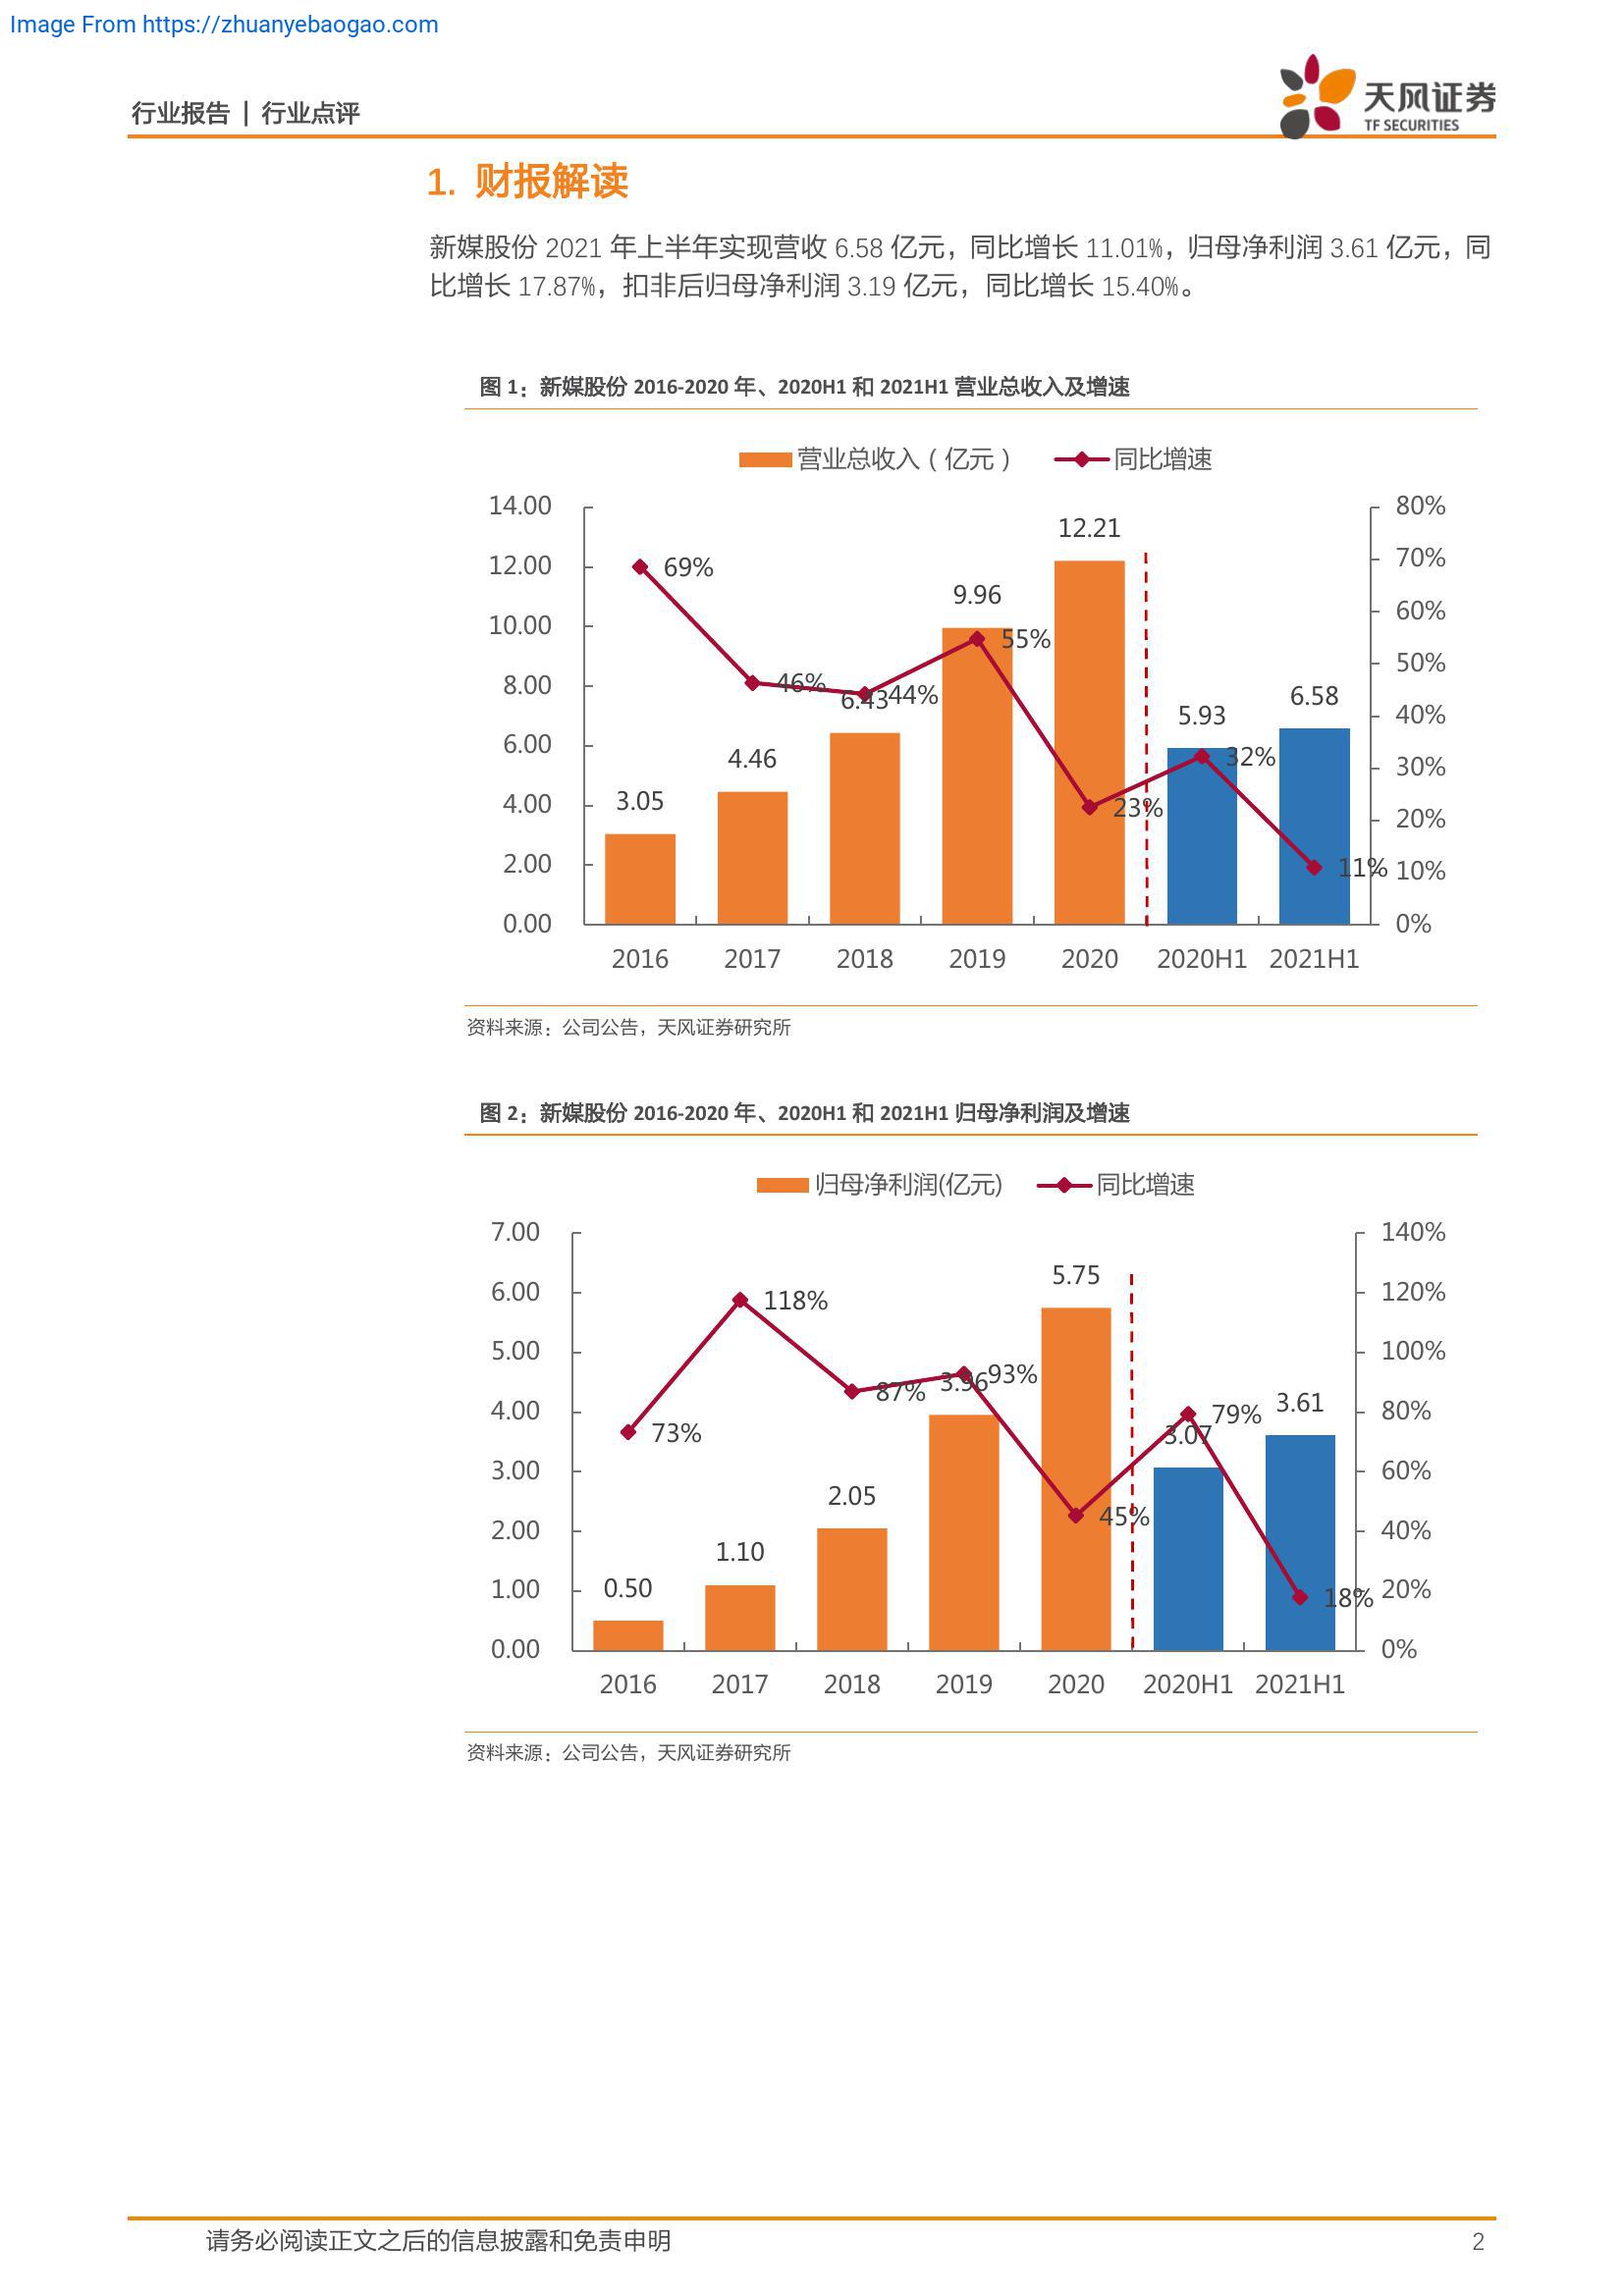 Image From https://zhuanyebaogao.com
行业报告 | 行业点评
天风证券
TF SECURITIES
1. 财报解读
新媒股份 2021 年上半年实现营收 6.58 亿元，同比增长 11.01%，归母净利润 3.61 亿元，同
比增长 17.87%，扣非后归母净利润 3.19 亿元，同比增长 15.40%。
图 1：新媒股份 2016-2020 年、2020H1 和 2021H1 营业总收入及增速
营业总收入（亿元） 同比增速
14.00 80%
12.21
12.00 69% 70%
9.96
10.00 55% 60%
8.00 46% 6.43 44% 6.58 50%
5.93 40%
6.00 4.46 32% 30%
4.00 3.05 23% 20%
2.00 11% 10%
0.00 0%
2016 2017 2018 2019 2020 2020H1 2021H1
资料来源：公司公告，天风证券研究所
图 2：新媒股份 2016-2020 年、2020H1 和 2021H1 归母净利润及增速
归母净利润(亿元) 同比增速
7.00 140%
5.75
6.00 118% 120%
5.00 100%
87% 3.96 93%
4.00 73% 79% 3.61 80%
3.07
3.00 60%
2.05
2.00 45% 40%
1.10
1.00 0.50 18% 20%
0.00 0%
2016 2017 2018 2019 2020 2020H1 2021H1
资料来源：公司公告，天风证券研究所
请务必阅读正文之后的信息披露和免责申明 2